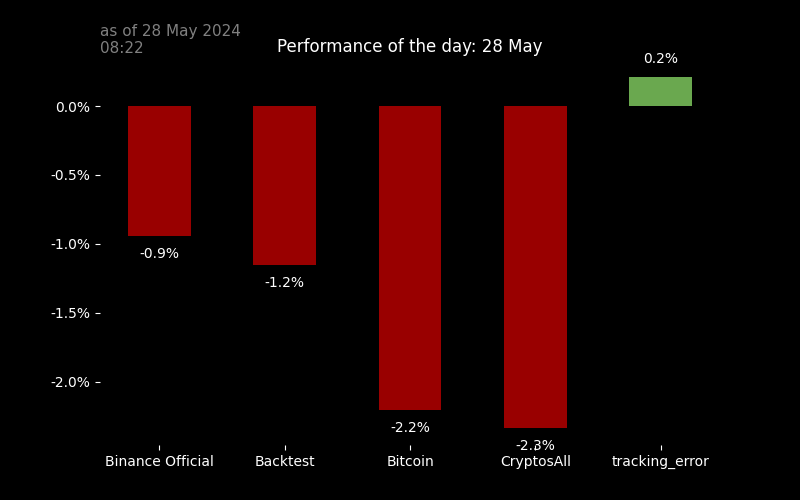 as of 28 May 2024
08:22
Performance of the day: 28 May
0.2%
0.0%
-0.5%
-1.0%
-1.5%
-2.0%
-0.9%
-1.2%
-2.2%
-2.3%
Binance Official
Backtest
Bitcoin
CryptosAll
tracking_error